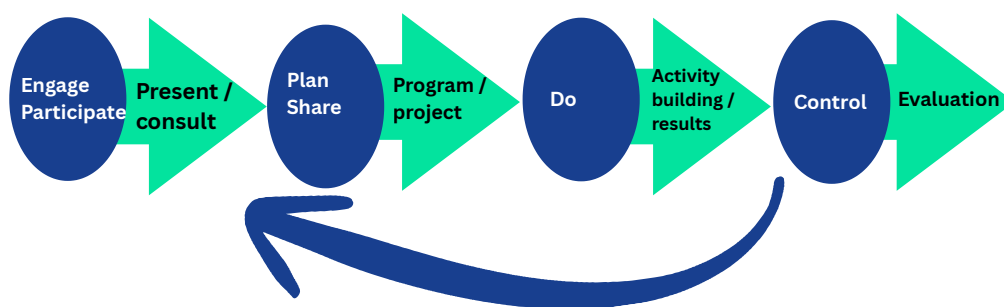 Engage
Participate
Present /
consult
Plan
Share
Program /
project
Do
Activity
building /
results
Control
Evaluation